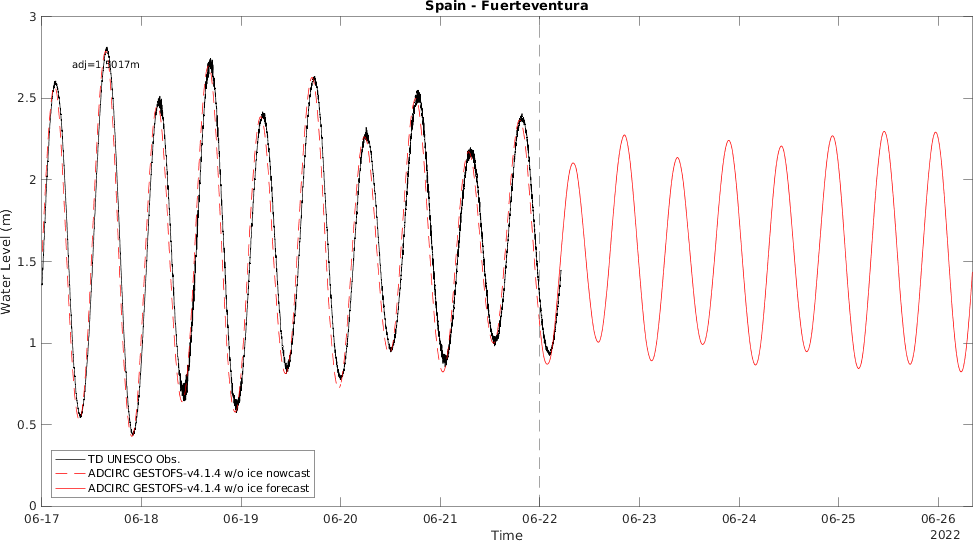 Spain - Fuerteventura
3
adj=1.5017m
2.5
2
1.5
1
0.5
0
Water Level (m)
TD UNESCO Obs.
ADCIRC GESTOFS-v4.1.4 w/o ice nowcast
ADCIRC GESTOFS-v4.1.4 w/o ice forecast
06-17 06-18 06-19 06-20 06-21 06-22 06-23 06-24 06-25 06-26
Time
2022